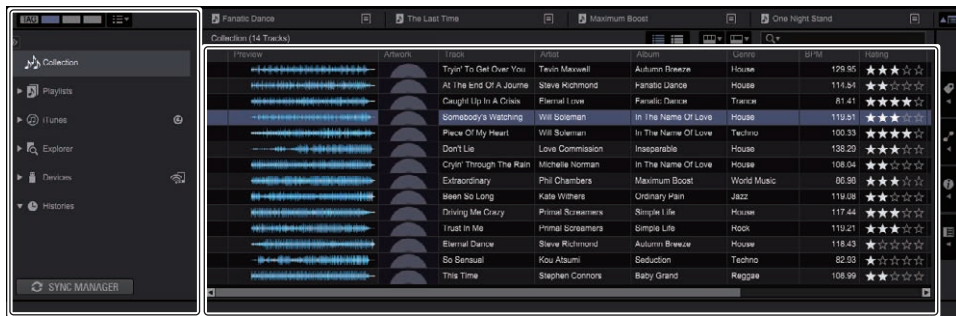 TAG
Fanatic Dance
The Last Time
Maximum Boost
One Night Stand
Collection (14 Tracks)
Collection
Playlists
iTunes
Explorer
Devices
Histories
SYNC MANAGER
Preview Artwork Track Artist Album Genre BPM Rating
Tryin' To Get Over You Tevin Maxwell Autumn Breeze House 129.95
At The End Of A Journe Steve Richmond Fanatic Dance House 114.54
Caught Up In A Crisis Eternal Love Fanatic Dance Trance 81.41
Somebody's Watching Will Soleman In The Name Of Love House 119.51
Piece Of My Heart Will Soleman In The Name Of Love Techno 100.33
Don't Lie Love Commission Inseparable House 138.29
Cryin' Through The Rain Michelle Norman In The Name Of Love House 108.04
Extraordinary Phil Chambers Maximum Boost World Music 86.98
Been So Long Kate Withers Ordinary Pain Jazz 119.08
Driving Me Crazy Primal Screamers Simple Life House 117.44
Trust In Me Primal Screamers Simple Life Rock 119.21
Eternal Dance Steve Richmond Autumn Breeze House 118.43
So Sensual Kou Atsumi Seduction Techno 82.93
This Time Stephen Connors Baby Grand Reggae 108.99